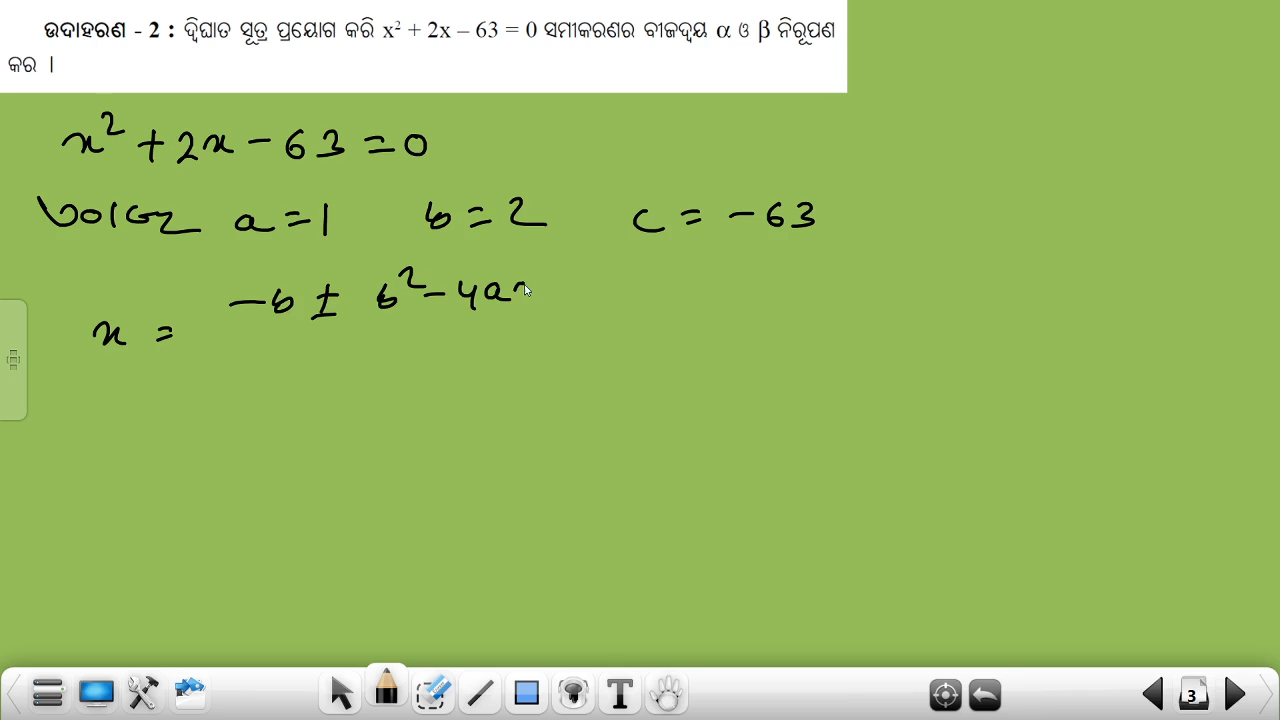 ଉଦାହରଣ - 2 : ଦ୍ୱିଘାତ ସୂତ୍ର ପ୍ରୟୋଗ କରି x² + 2x – 63 = 0 ସମୀକରଣର ବୀଜଦ୍ୱୟ α ଓ β ନିରୂପଣ
କର ।
x² + 2x - 63 = 0
a = 1 b = 2 c = -63
-b ± b² - 4a
x =
3